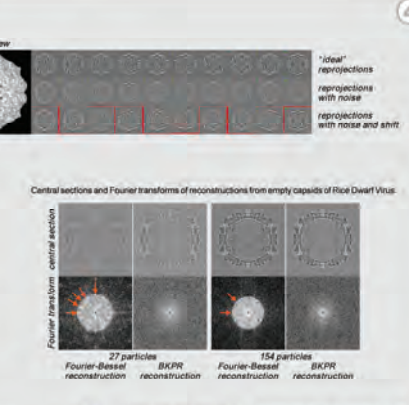 "ideal"
reprojections
reprojections
with noise
reprojections
with noise and shift
Central sections and Fourier transforms of reconstructions from empty capsids of Rice Dwarf Virus.
central section
Fourier transform
27 particles
154 particles
Fourier-Bessel
reconstruction
BKPR
reconstruction
Fourier-Bessel
reconstruction
BKPR
reconstruction